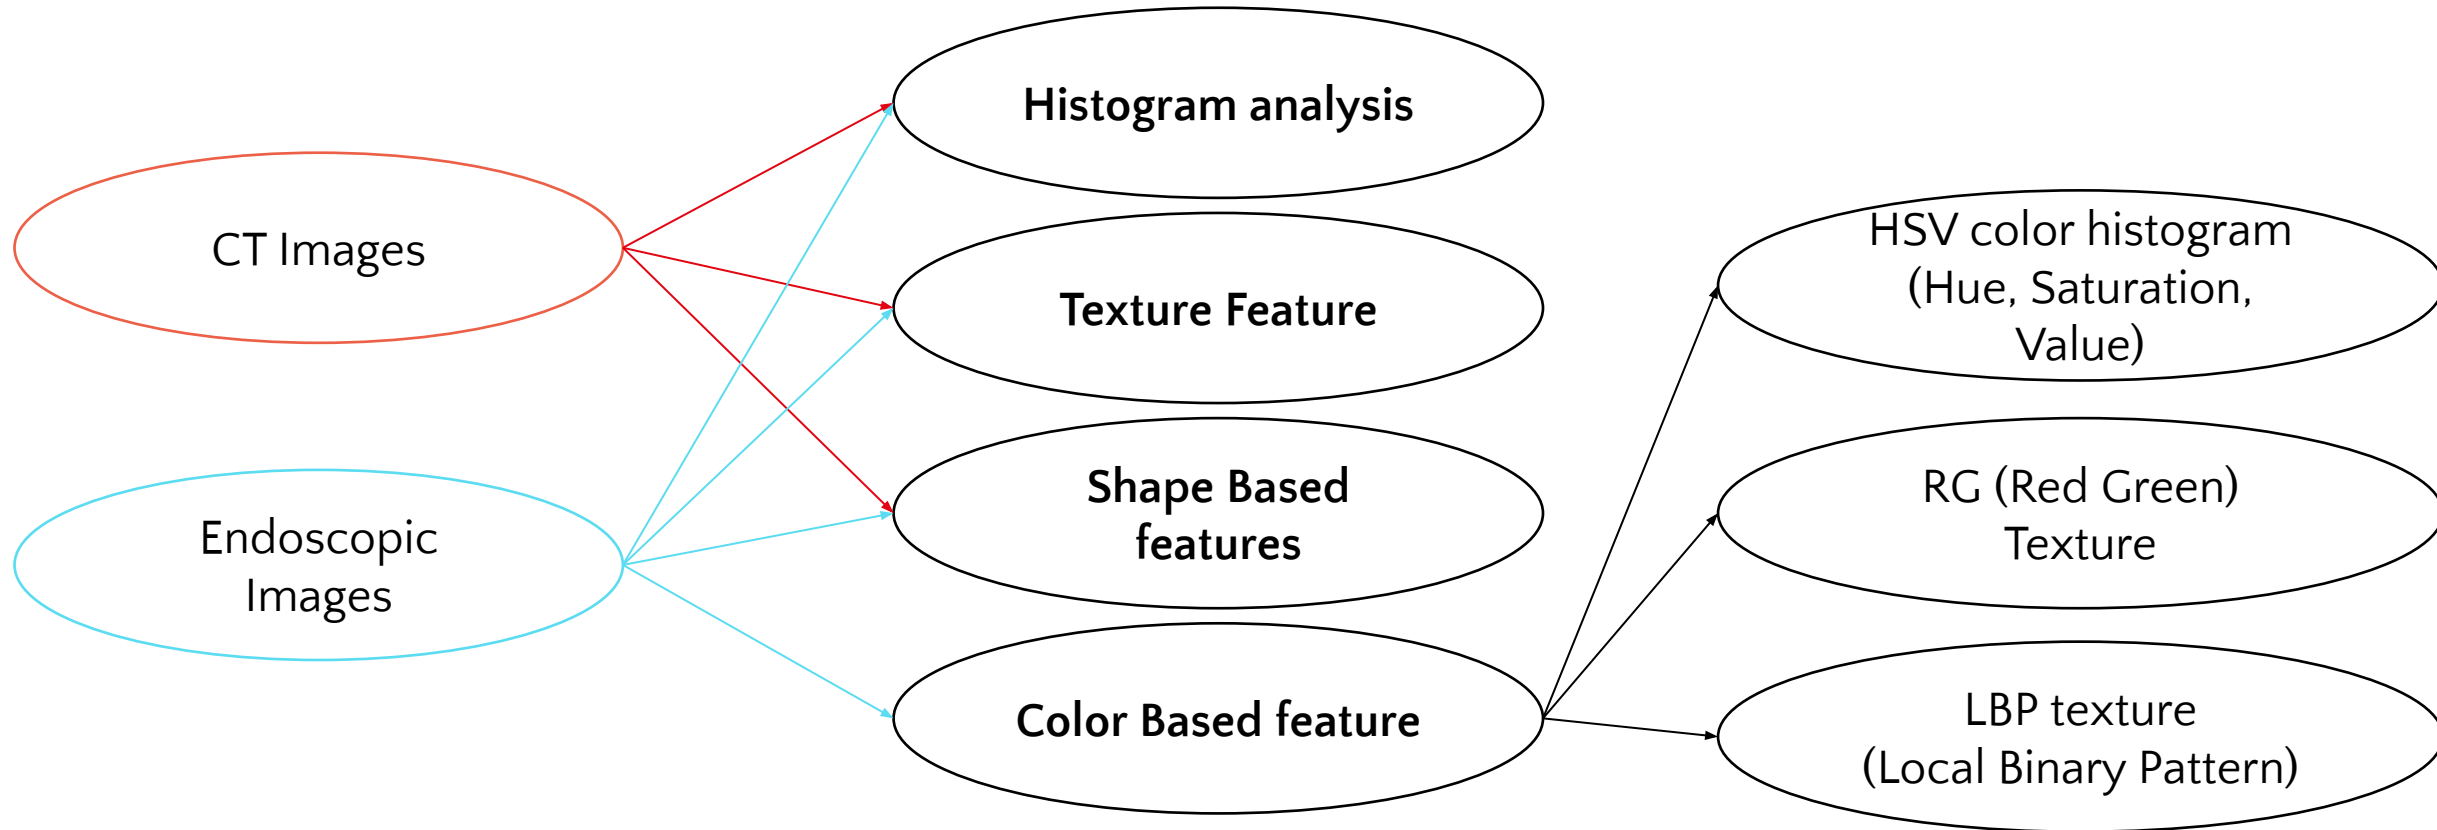 CT Images
Endoscopic
Images
Histogram analysis
Texture Feature
Shape Based
features
Color Based feature
HSV color histogram
(Hue, Saturation,
Value)
RG (Red Green)
Texture
LBP texture
(Local Binary Pattern)